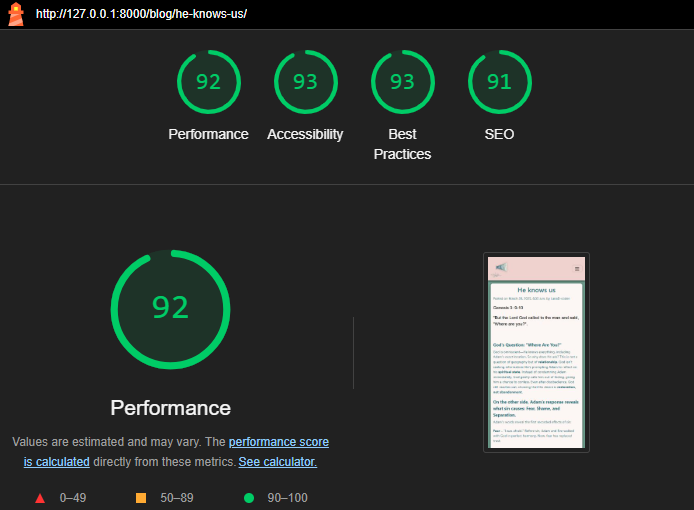 http://127.0.0.1:8000/blog/he-knows-us/
92
93
93
91
Performance
Accessibility
Best
Practices
SEO
92
Performance
Values are estimated and may vary. The performance score
is calculated directly from these metrics. See calculator.
0–49
50–89
90–100
He knows us
Genesis 3: 8-13
"But the Lord God called to the man and said,
"Where are you?".
God's Question: "Where Are You?"
On the other side, Adam's response reveals
what sin causes: Fear, Shame, and
Separation.